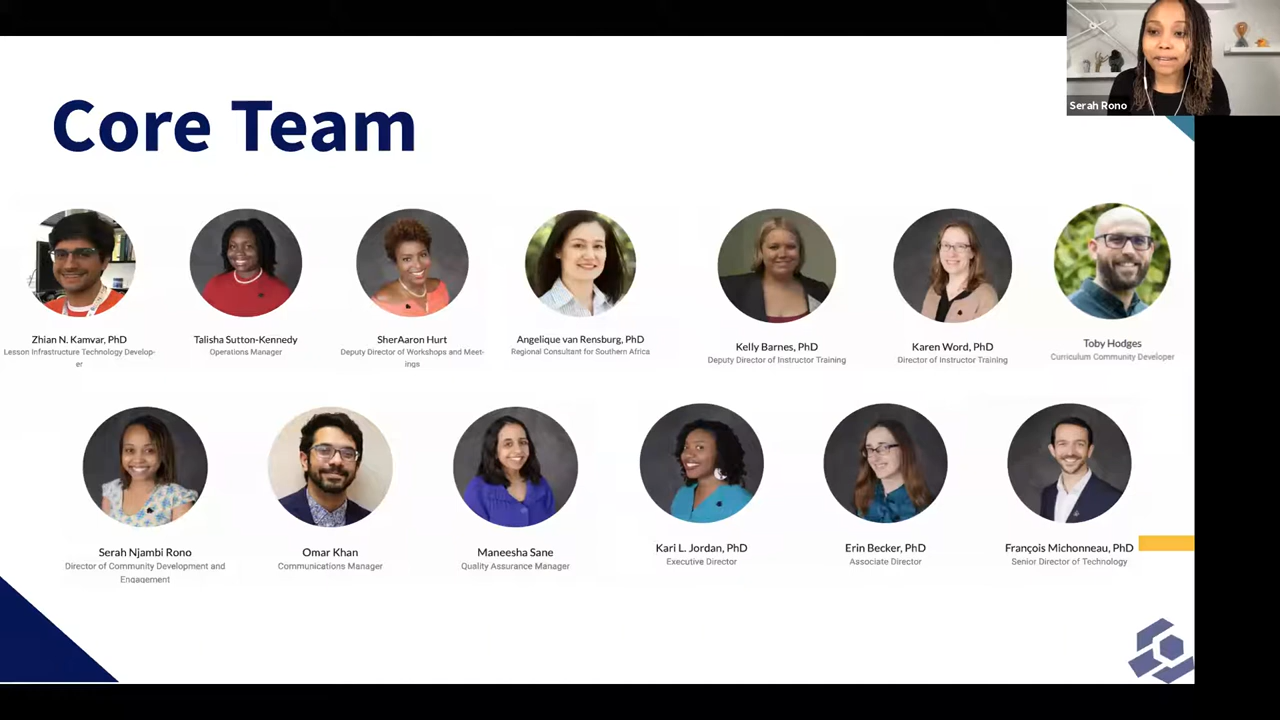 Serah Rono
Core Team
Zhian N. Kamvar, PhD
Lesson Infrastructure Technology Develop-
er
Talisha Sutton-Kennedy
Operations Manager
SherAaron Hurt
Deputy Director of Workshops and Meet-
ings
Angelique van Rensburg, PhD
Regional Consultant for Southern Africa
Kelly Barnes, PhD
Deputy Director of Instructor Training
Karen Word, PhD
Director of Instructor Training
Toby Hodges
Curriculum Community Developer
Serah Njambi Rono
Director of Community Development and
Engagement
Omar Khan
Communications Manager
Maneesha Sane
Quality Assurance Manager
Kari L. Jordan, PhD
Executive Director
Erin Becker, PhD
Associate Director
François Michonneau, PhD
Senior Director of Technology